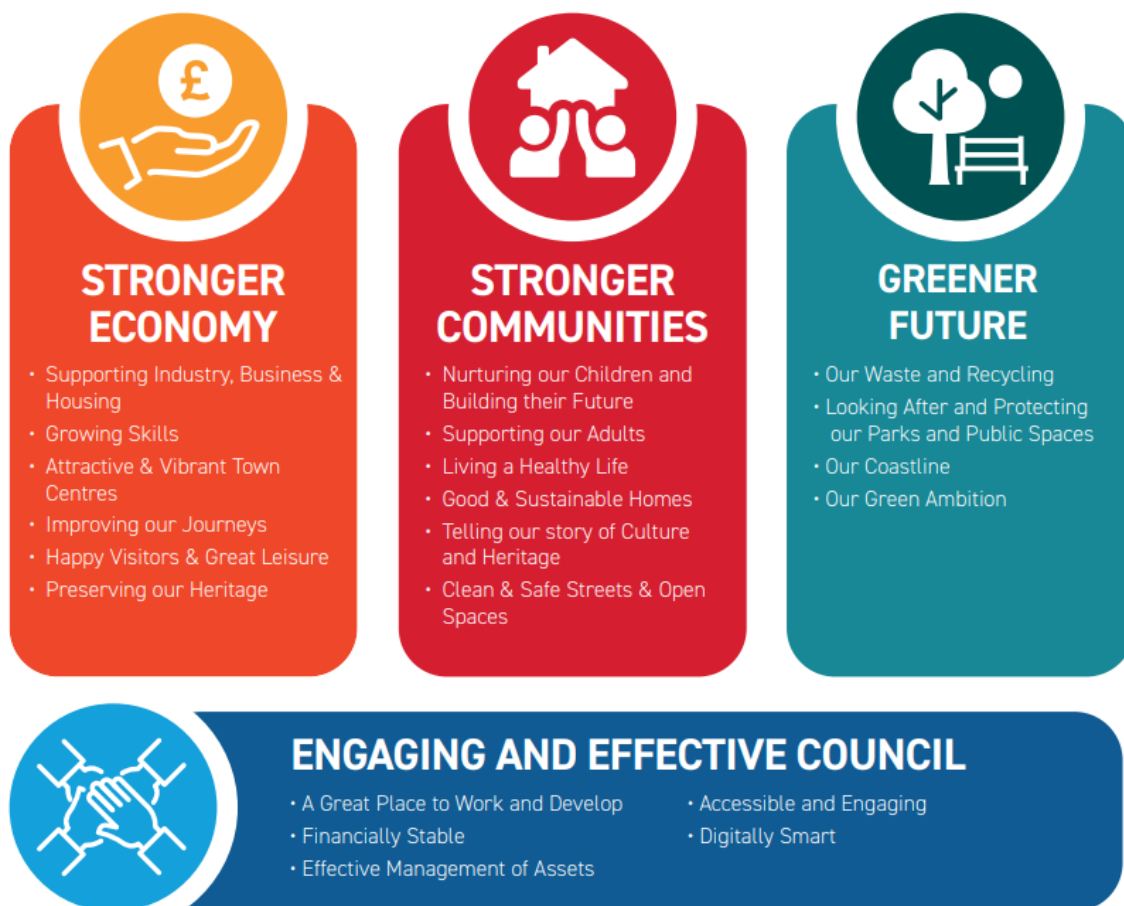 £
STRONGER
ECONOMY
• Supporting Industry, Business &
Housing
• Growing Skills
• Attractive & Vibrant Town
Centres
• Improving our Journeys
• Happy Visitors & Great Leisure
• Preserving our Heritage
STRONGER
COMMUNITIES
• Nurturing our Children and
Building their Future
• Supporting our Adults
• Living a Healthy Life
• Good & Sustainable Homes
• Telling our story of Culture
and Heritage
• Clean & Safe Streets & Open
Spaces
GREENER
FUTURE
• Our Waste and Recycling
• Looking After and Protecting
our Parks and Public Spaces
• Our Coastline
• Our Green Ambition
ENGAGING AND EFFECTIVE COUNCIL
• A Great Place to Work and Develop
• Financially Stable
• Effective Management of Assets
• Accessible and Engaging
• Digitally Smart